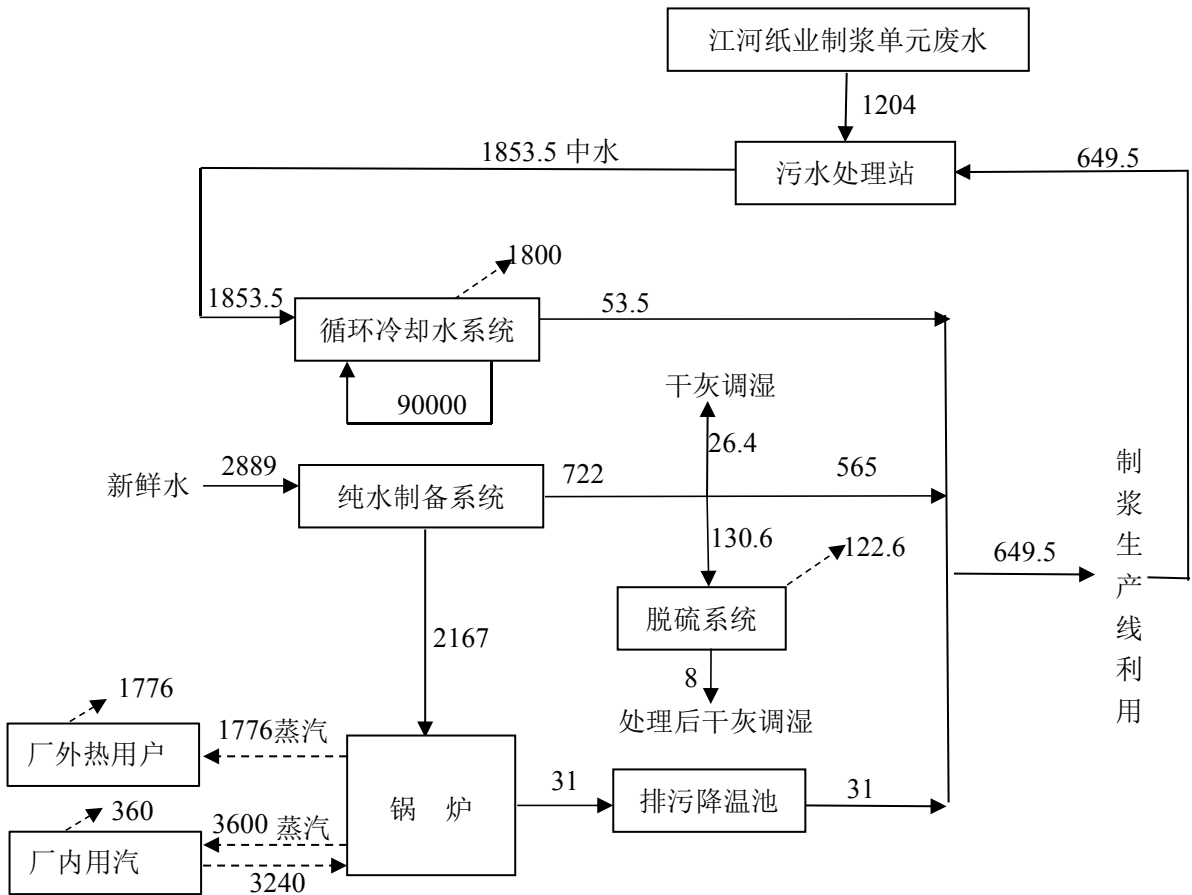 江河纸业制浆单元废水
1204
1853.5 中水
污水处理站
649.5
1800
1853.5
循环冷却水系统
53.5
90000
干灰调湿
26.4
新鲜水
2889
纯水制备系统
722
565
130.6
122.6
649.5
制浆生产线利用
脱硫系统
2167
8
处理后干灰调湿
1776
厂外热用户
1776蒸汽
锅 炉
31
排污降温池
31
360
厂内用汽
3600 蒸汽
3240